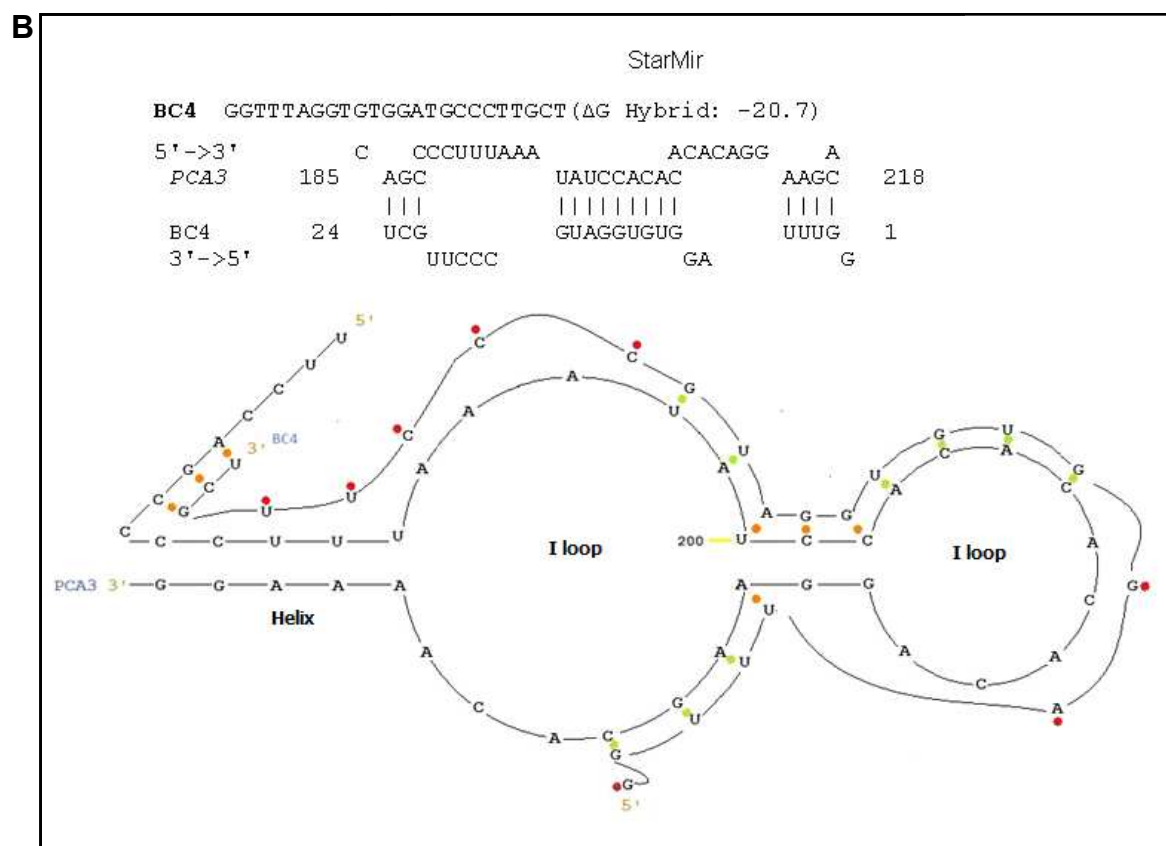 B
StarMir
BC4 GGTTTAGGTGTGGATGCCCTTGCT(ΔG Hybrid: -20.7)
5'->3' C CCCUUUAAA ACACAGG A
PCA3 185 AGC UAUCCACAC AAGC 218
||| ||||||||| ||||
BC4 24 UCG GUAGGUGUG UUUG 1
3'->5' UUCCC GA G
5'
U
U
C
C
A
G
C
C
3' BC4
U
C
G
U
U
C
C
C
G
U
A
G
G
U
G
U
G
G
A
C
C
C
U
U
U
A
A
A
A
U
A
200
U
C
C
A
C
A
C
A
C
A
C
A
I loop
I loop
PCA3 3'
G
G
A
A
A
A
C
A
C
G
A
A
G
G
Helix
U
U
U
G
G
5'